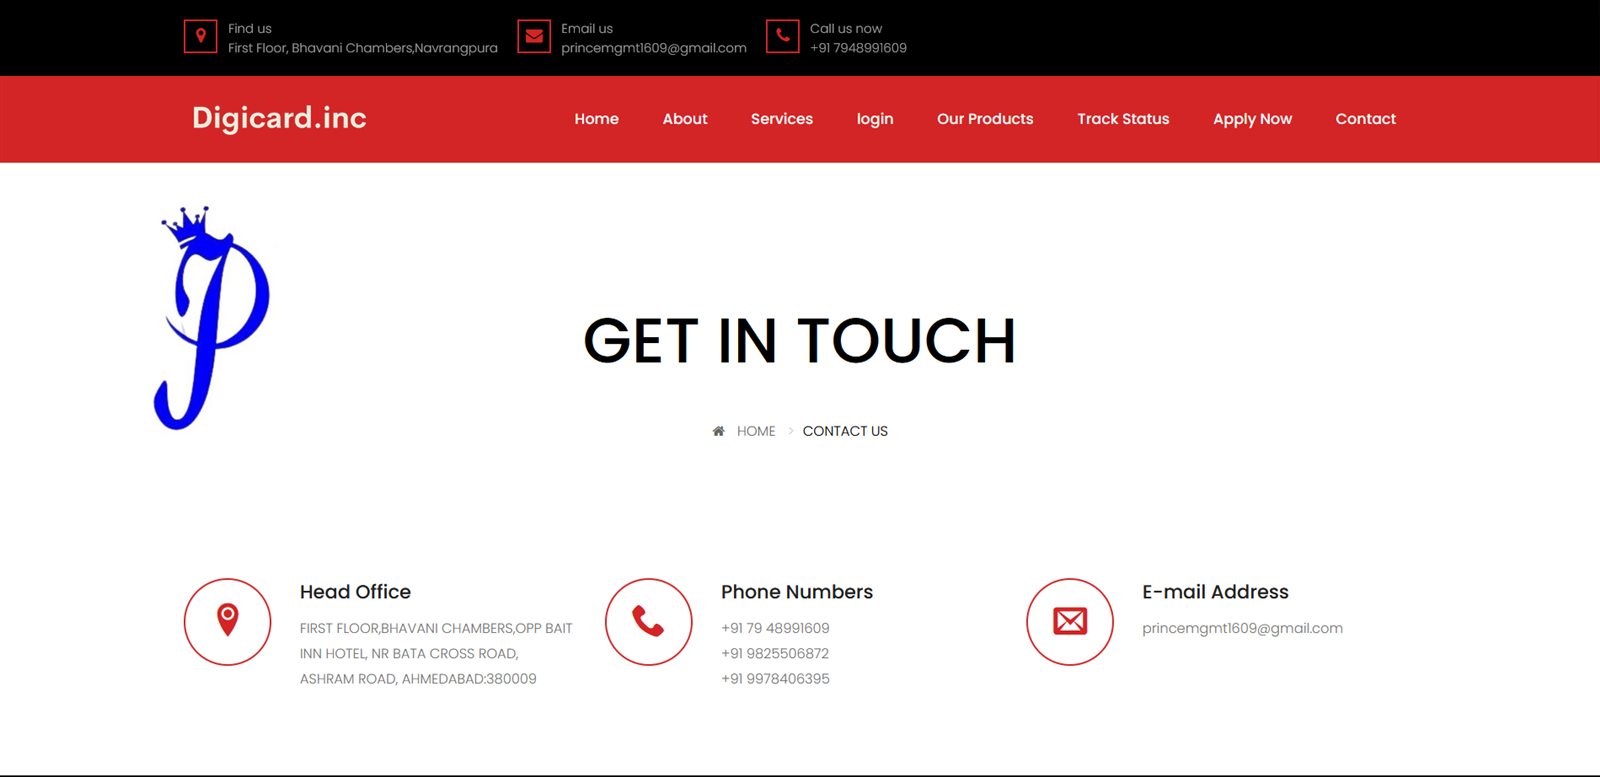 Find us
First Floor, Bhavani Chambers,Navrangpura
Email us
princemgmt1609@gmail.com
Call us now
+91 7948991609
Digicard.inc
Home About Services login Our Products Track Status Apply Now Contact
P
GET IN TOUCH
HOME > CONTACT US
Head Office
FIRST FLOOR,BHAVANI CHAMBERS,OPP BAIT
INN HOTEL, NR BATA CROSS ROAD,
ASHRAM ROAD, AHMEDABAD:380009
Phone Numbers
+91 79 48991609
+91 9825506872
+91 9978406395
E-mail Address
princemgmt1609@gmail.com